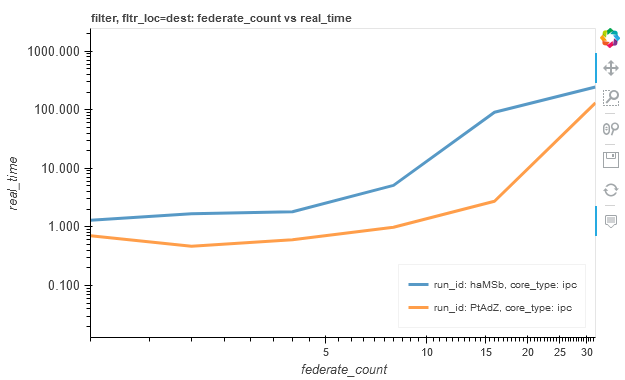 filter, fltr_loc=dest: federate_count vs real_time
1000.000
100.000
10.000
1.000
0.100
real_time
run_id: haMSb, core_type: ipc
run_id: PtAdZ, core_type: ipc
5
10
15
20
25
30
federate_count